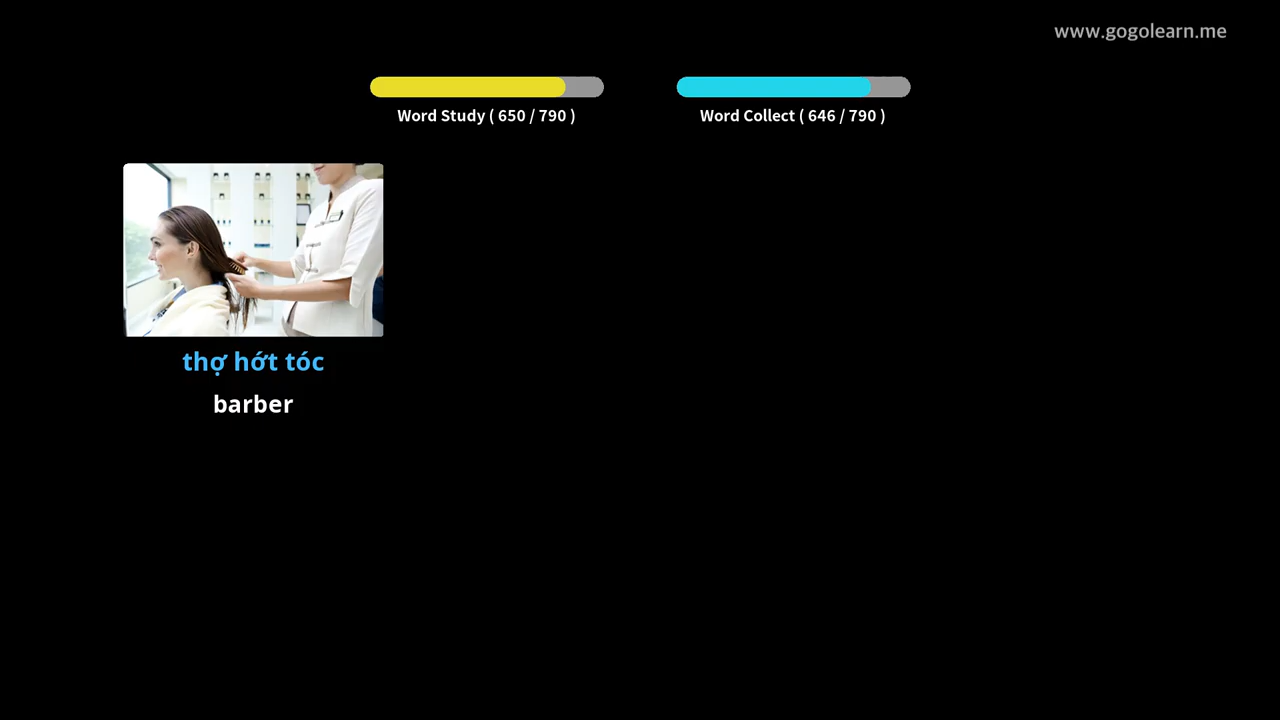 www.gogolearn.me
Word Study ( 650 / 790 )
Word Collect ( 646 / 790 )
thợ hớt tóc
barber